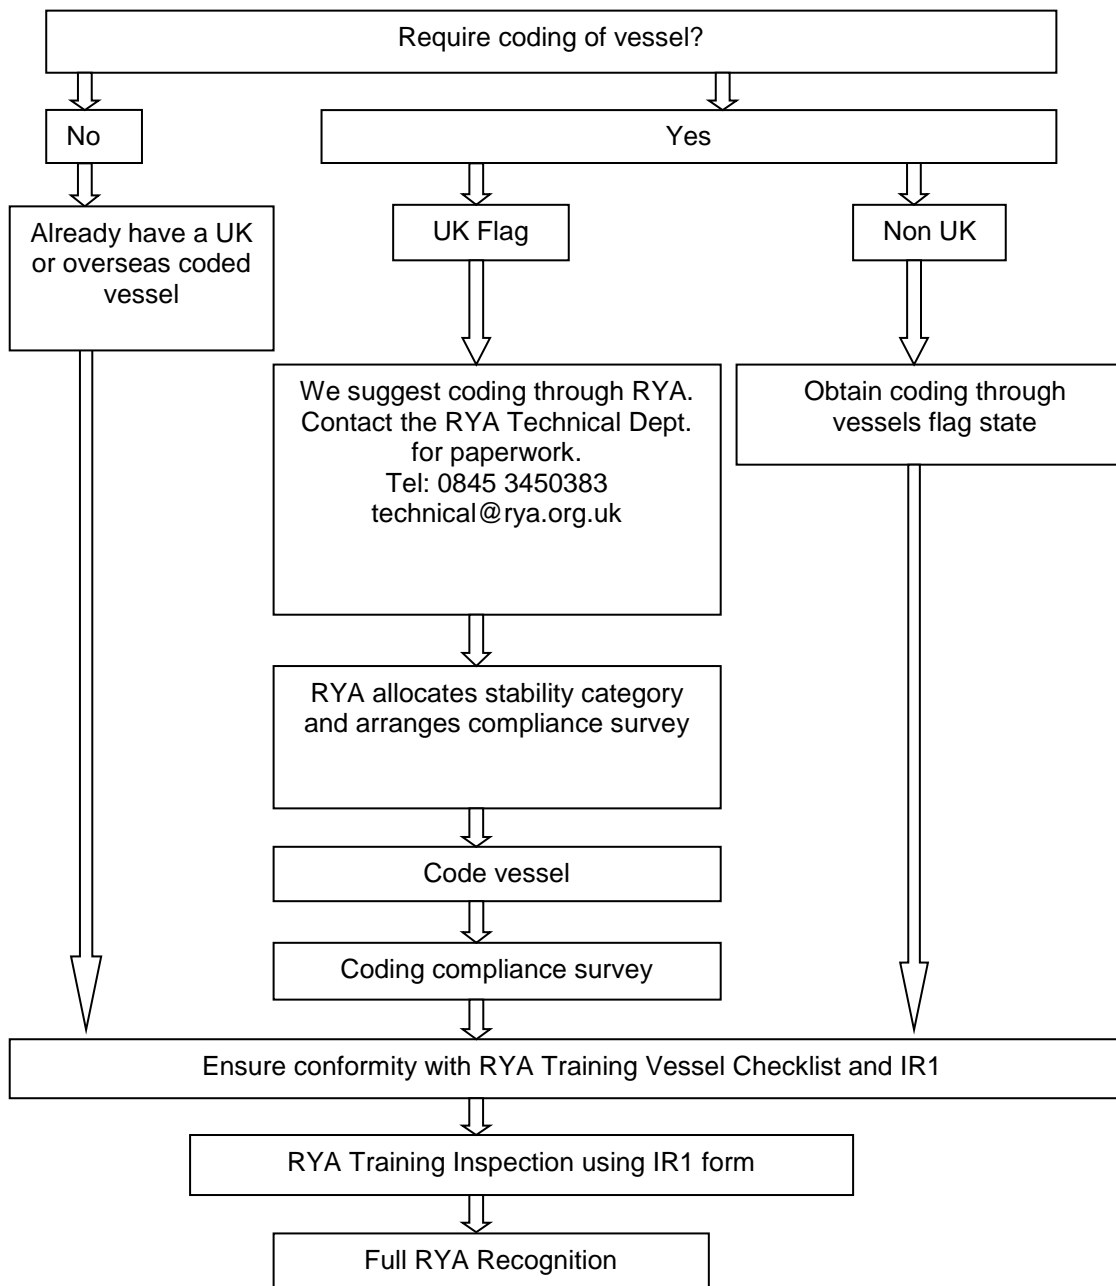 Require coding of vessel?
No
Yes
Already have a UK
or overseas coded
vessel
UK Flag
Non UK
We suggest coding through RYA.
Contact the RYA Technical Dept.
for paperwork.
Tel: 0845 3450383
technical@rya.org.uk
Obtain coding through
vessels flag state
RYA allocates stability category
and arranges compliance survey
Code vessel
Coding compliance survey
Ensure conformity with RYA Training Vessel Checklist and IR1
RYA Training Inspection using IR1 form
Full RYA Recognition